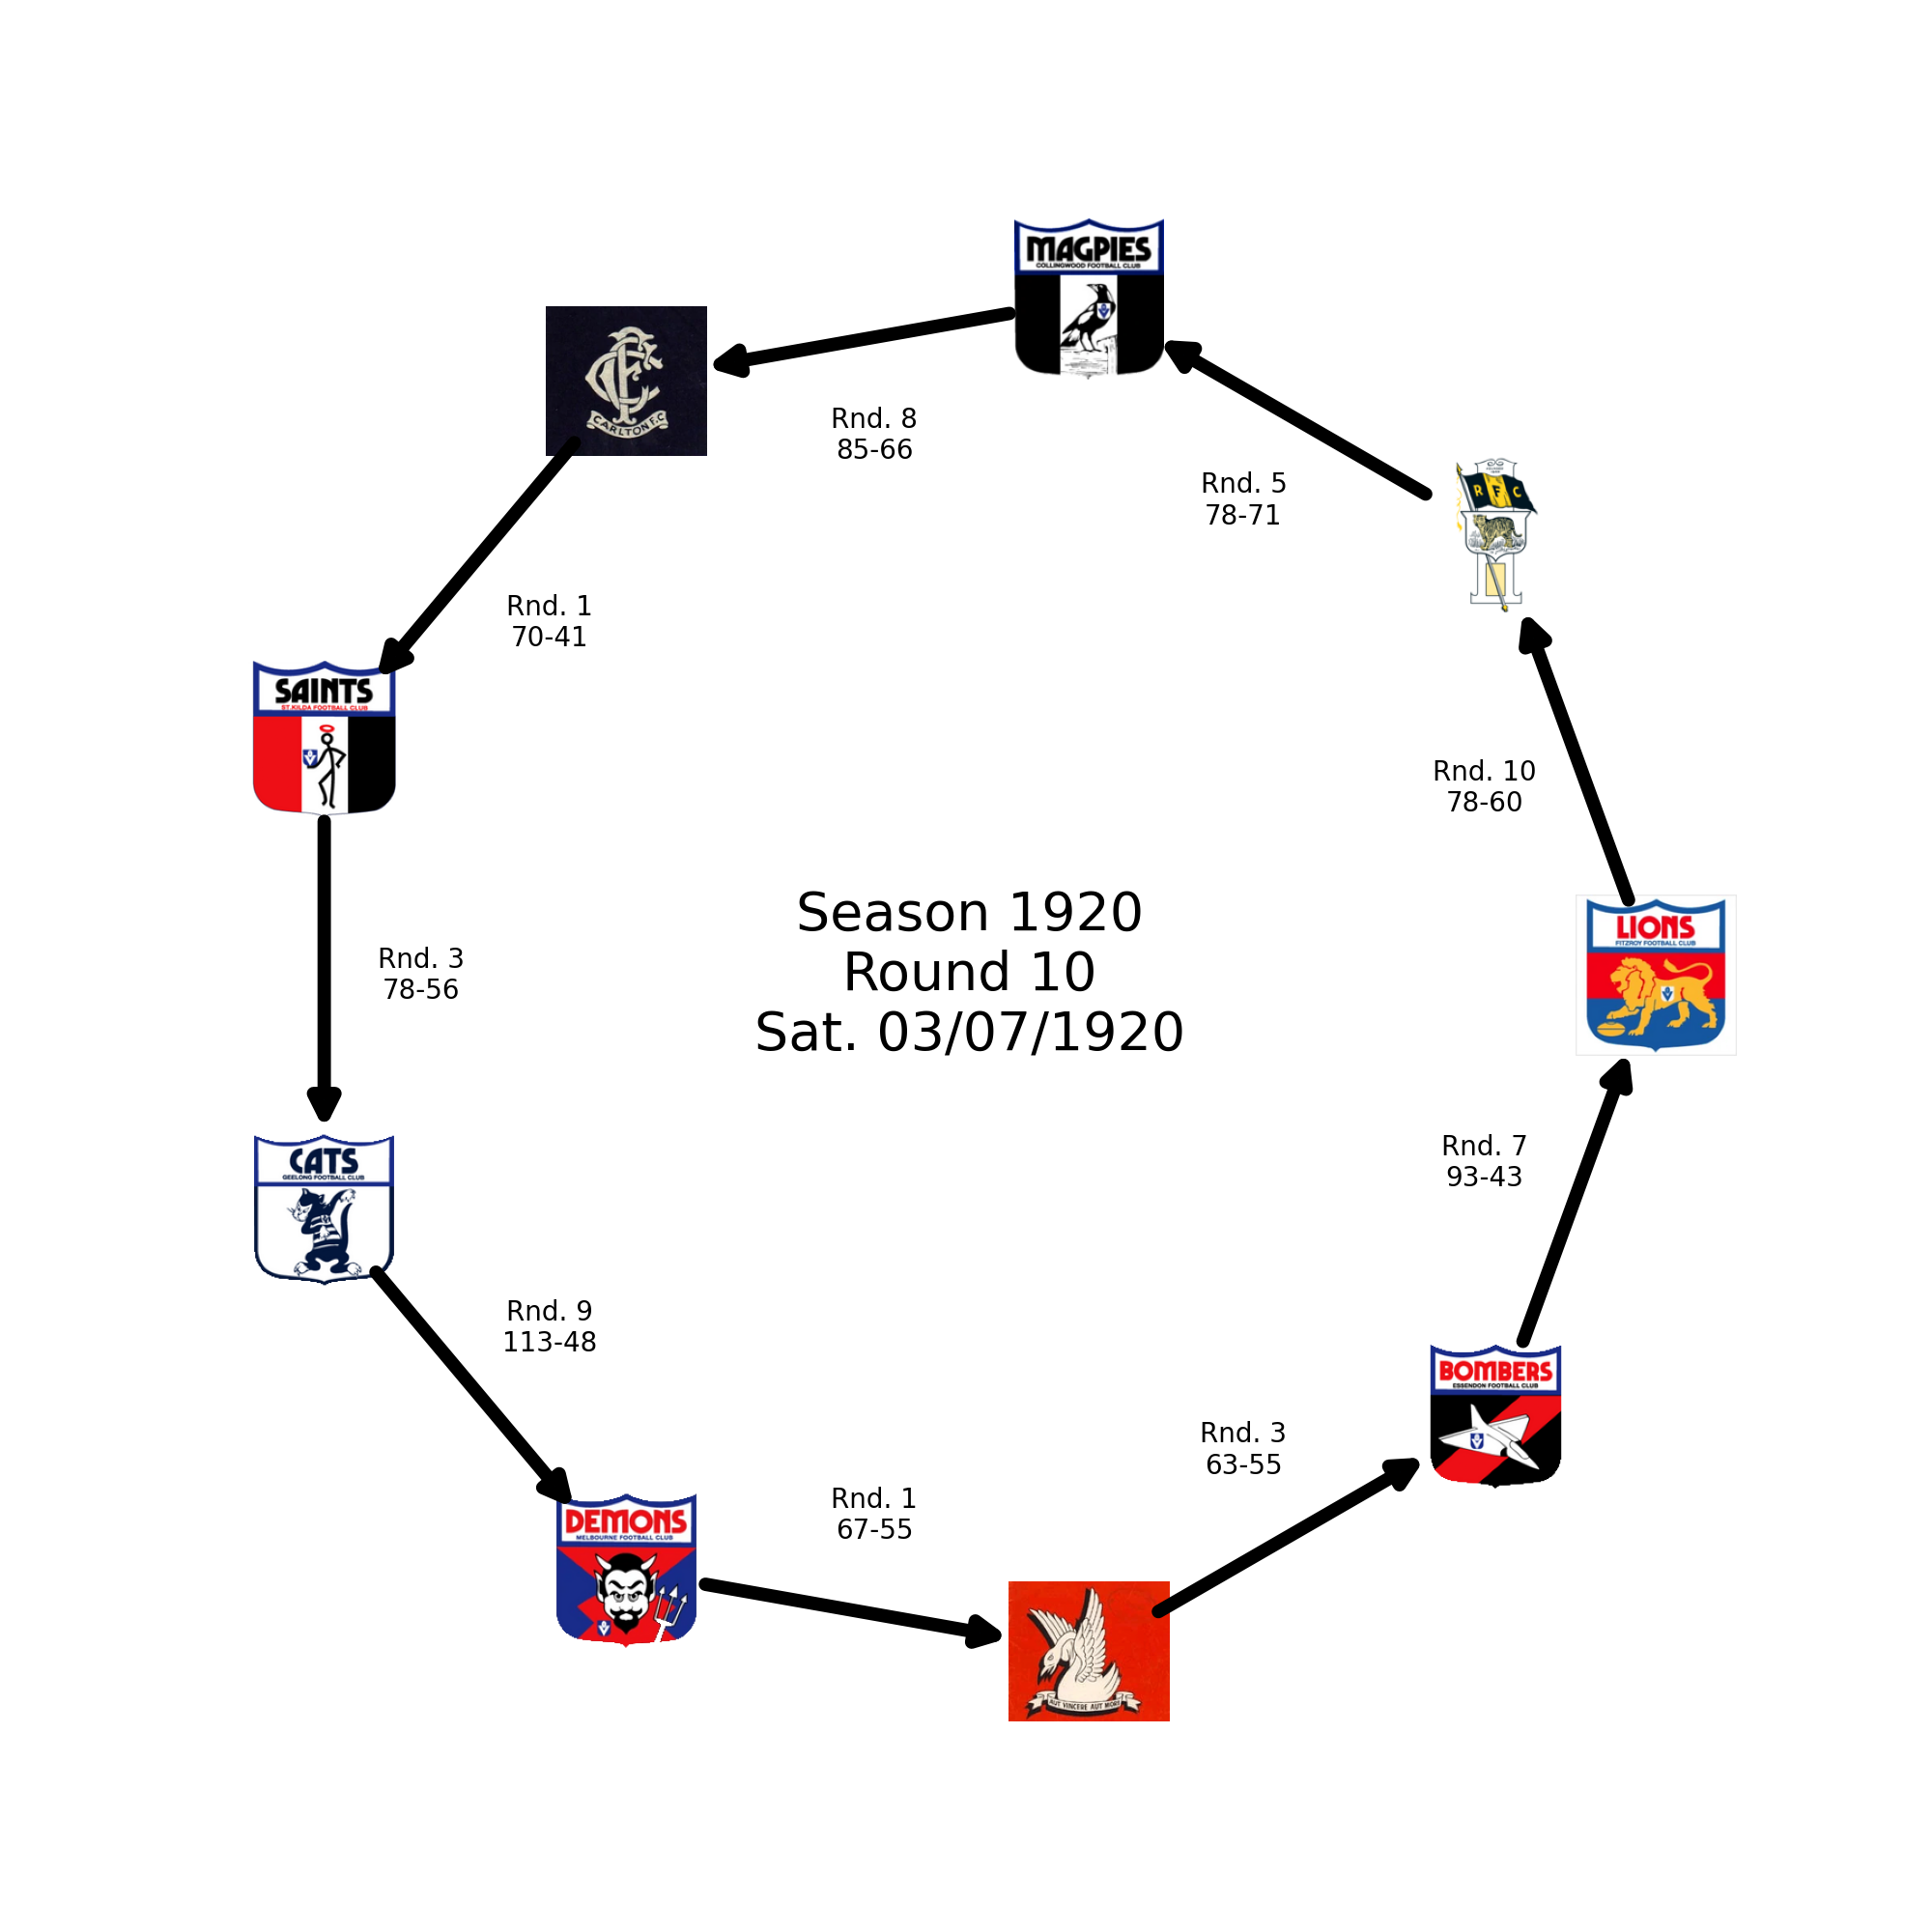 MAGPIES
COLLINGWOOD FOOTBALL CLUB
CARLTON F.C
Rnd. 8
85-66
Rnd. 5
78-71
R F C
Rnd. 1
70-41
SAINTS
ST.KILDA FOOTBALL CLUB
Rnd. 10
78-60
Season 1920
Round 10
Sat. 03/07/1920
LIONS
FITZROY FOOTBALL CLUB
Rnd. 3
78-56
CATS
GEELONG FOOTBALL CLUB
Rnd. 7
93-43
Rnd. 9
113-48
BOMBERS
ESSENDON FOOTBALL CLUB
Rnd. 3
63-55
DEMONS
MELBOURNE FOOTBALL CLUB
Rnd. 1
67-55
AUT VINCERE AUT MORI